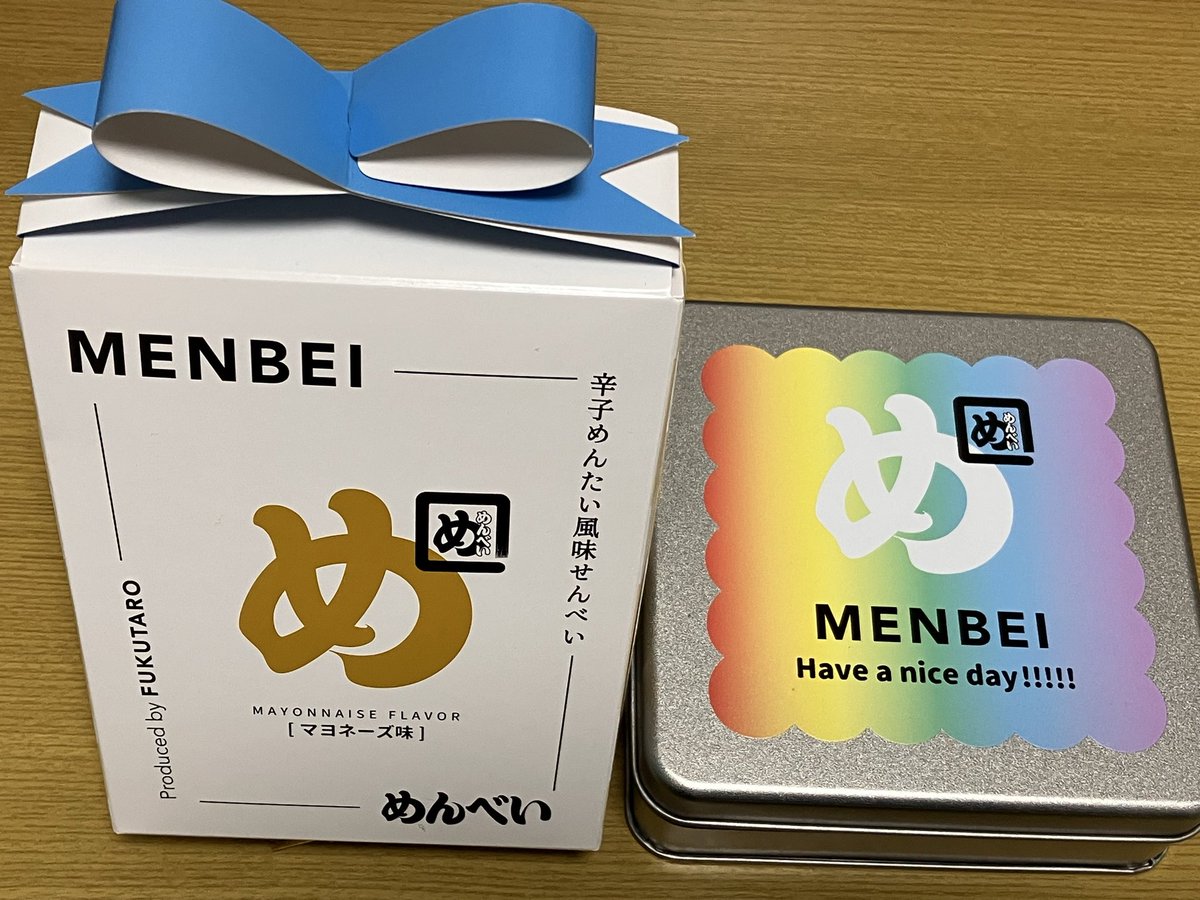 MENBEI
辛子めんたい風味せんべい
め
め
めんべい
Produced by FUKUTARO
MAYONNAISE FLAVOR
[マヨネーズ味]
めんべい
め
め
めんべい
MENBEI
Have a nice day!!!!!